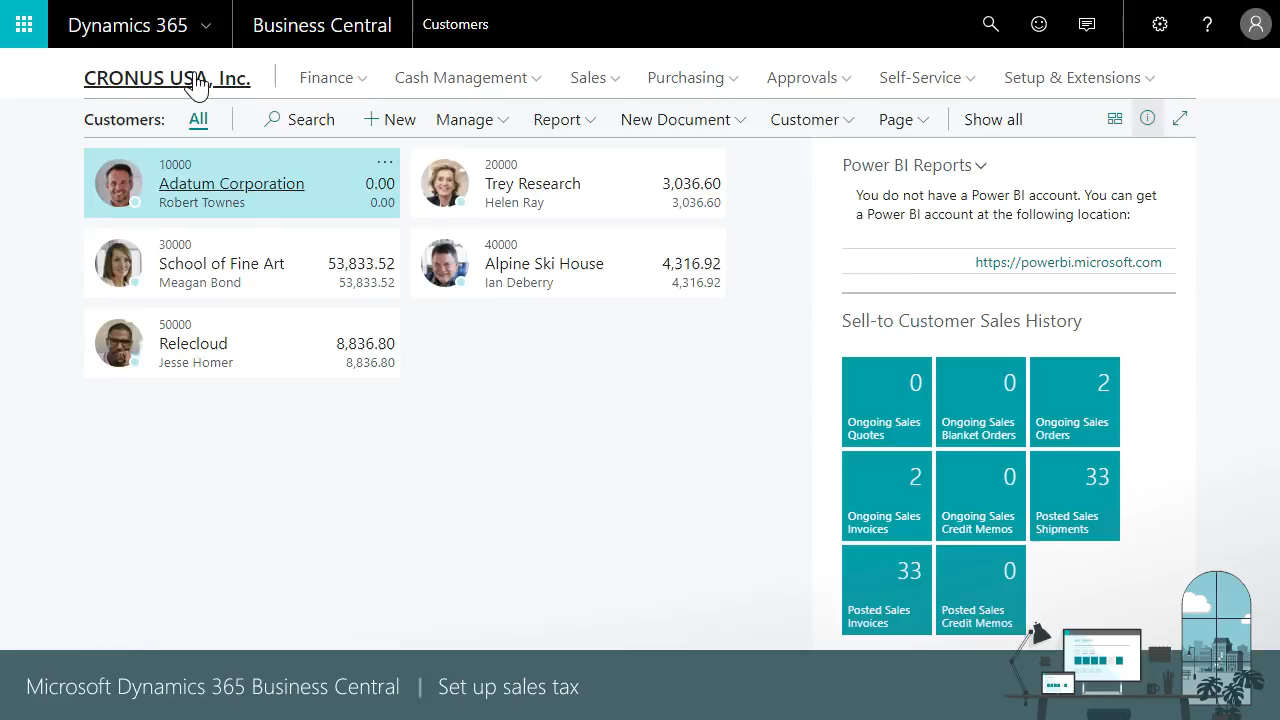 Dynamics 365 Business Central Customers
CRONUS USA, Inc. Finance Cash Management Sales Purchasing Approvals Self-Service Setup & Extensions
Customers: All Search + New Manage Report New Document Customer Page Show all
10000
Adatum Corporation 0.00
Robert Townes 0.00
20000
Trey Research 3,036.60
Helen Ray 3,036.60
30000
School of Fine Art 53,833.52
Meagan Bond 53,833.52
40000
Alpine Ski House 4,316.92
Ian Deberry 4,316.92
50000
Relecloud 8,836.80
Jesse Homer 8,836.80
Power BI Reports
You do not have a Power BI account. You can get
a Power BI account at the following location:
https://powerbi.microsoft.com
Sell-to Customer Sales History
0
Ongoing Sales
Quotes
0
Ongoing Sales
Blanket Orders
2
Ongoing Sales
Orders
2
Ongoing Sales
Invoices
0
Ongoing Sales
Credit Memos
33
Posted Sales
Shipments
33
Posted Sales
Invoices
0
Posted Sales
Credit Memos
Microsoft Dynamics 365 Business Central | Set up sales tax